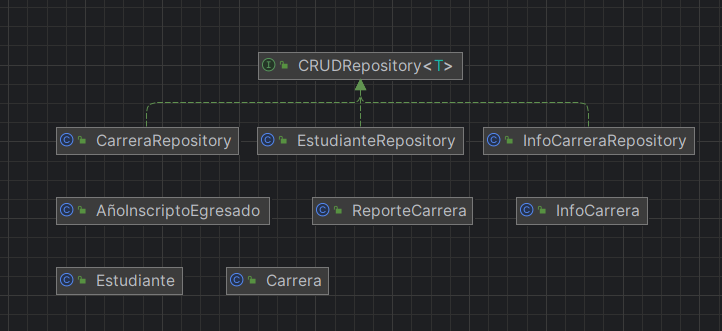 CRUDRepository<T>
CarreraRepository
EstudianteRepository
InfoCarreraRepository
AñoInscriptoEgresado
ReporteCarrera
InfoCarrera
Estudiante
Carrera